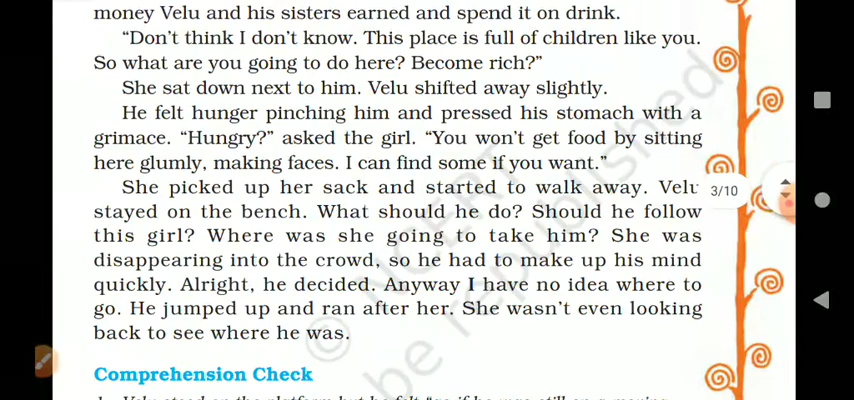 money Velu and his sisters earned and spend it on drink.
“Don’t think I don’t know. This place is full of children like you.
So what are you going to do here? Become rich?”
She sat down next to him. Velu shifted away slightly.
He felt hunger pinching him and pressed his stomach with a
grimace. “Hungry?” asked the girl. “You won’t get food by sitting
here glumly, making faces. I can find some if you want.”
She picked up her sack and started to walk away. Velu
3/10
stayed on the bench. What should he do? Should he follow
this girl? Where was she going to take him? She was
disappearing into the crowd, so he had to make up his mind
quickly. Alright, he decided. Anyway I have no idea where to
go. He jumped up and ran after her. She wasn’t even looking
back to see where he was.
© NCERT
be republished
Comprehension Check